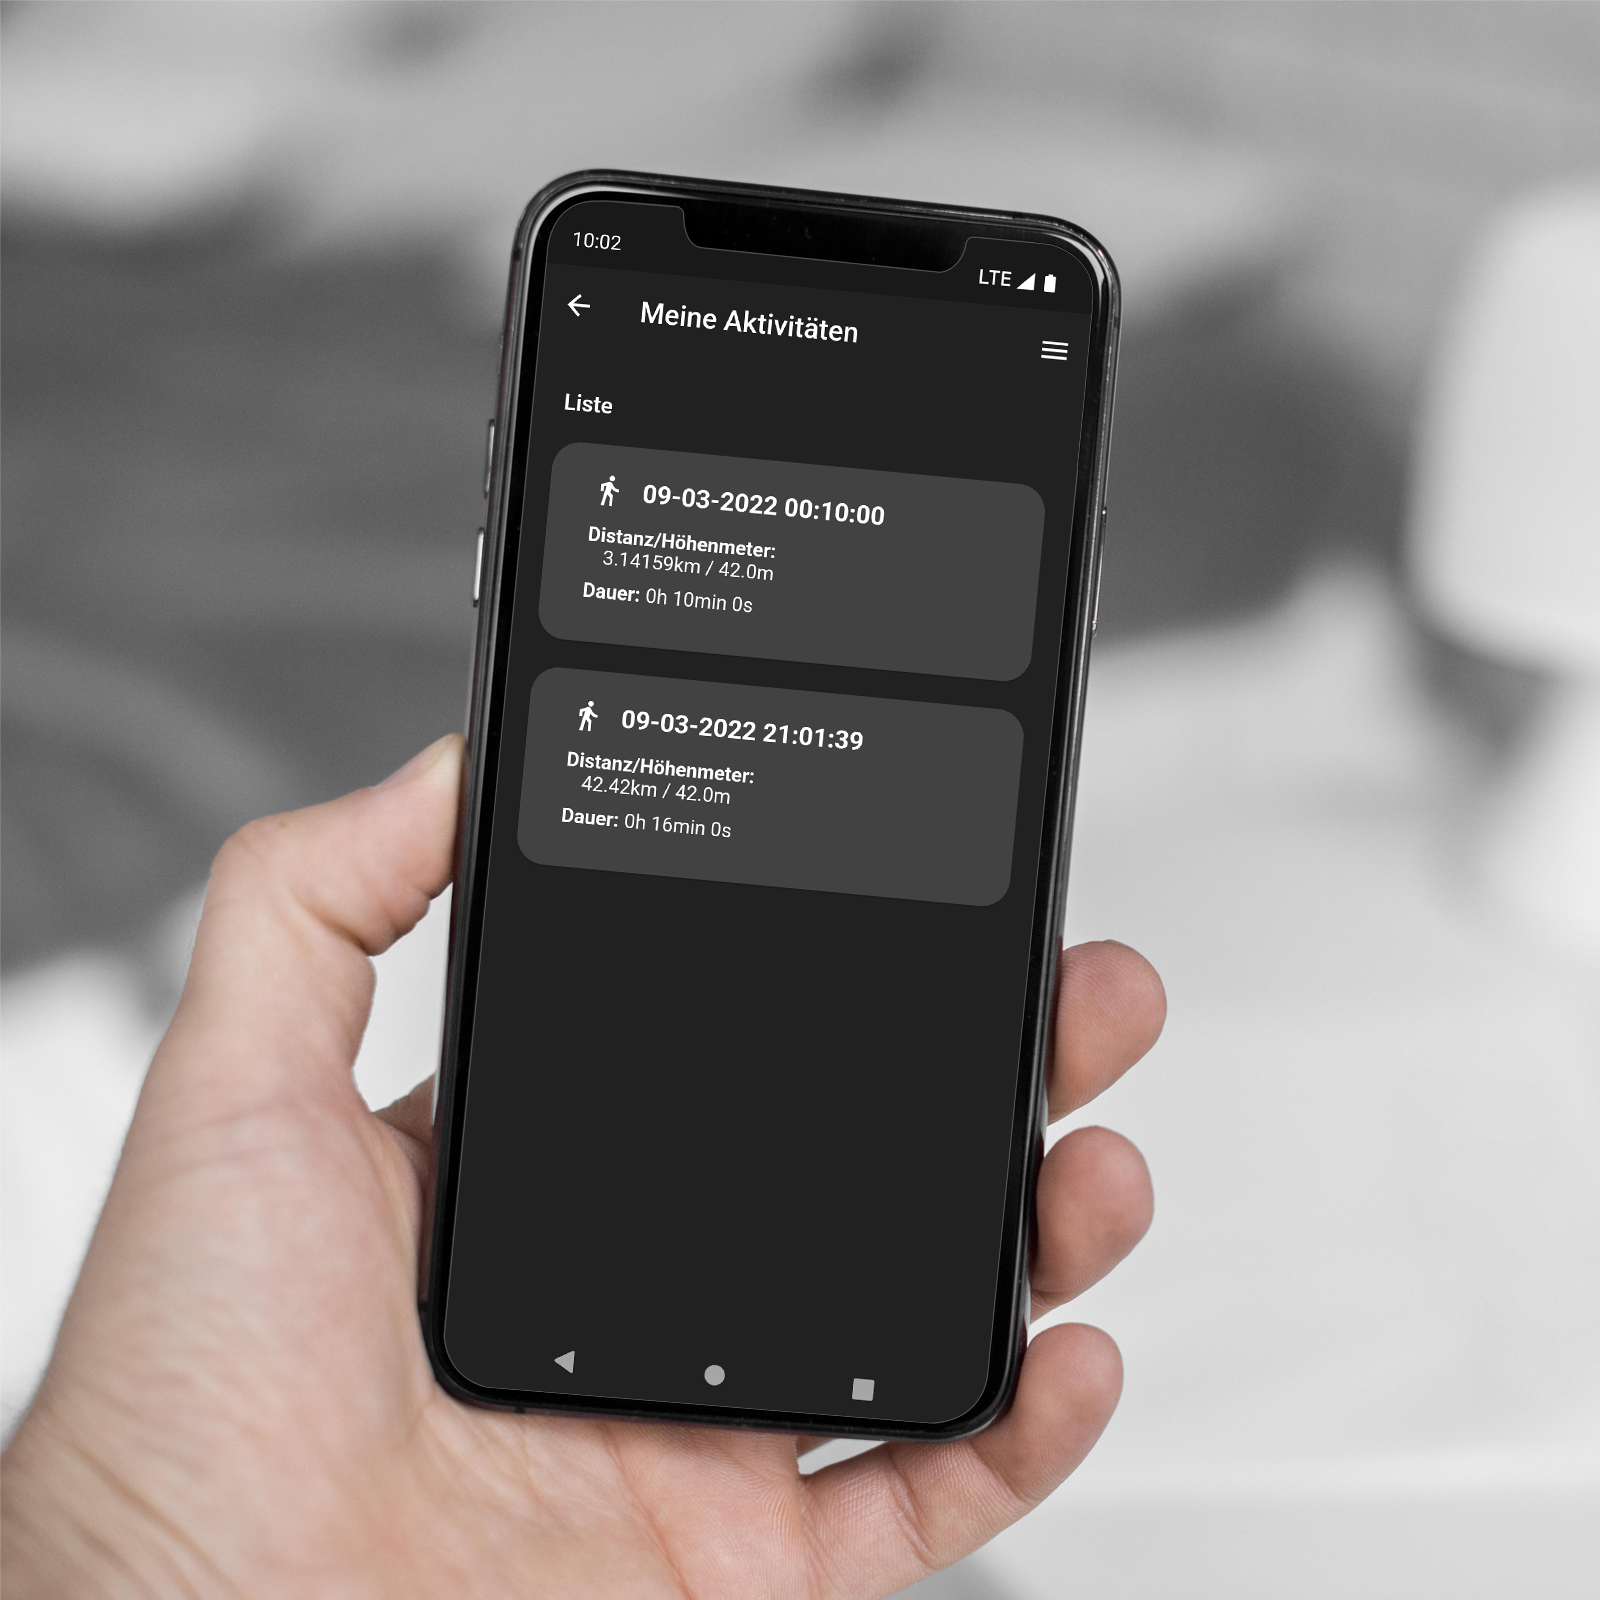 10:02
LTE
Meine Aktivitäten
Liste
09-03-2022 00:10:00
Distanz/Höhenmeter:
3.14159km / 42.0m
Dauer: 0h 10min 0s
09-03-2022 21:01:39
Distanz/Höhenmeter:
42.42km / 42.0m
Dauer: 0h 16min 0s